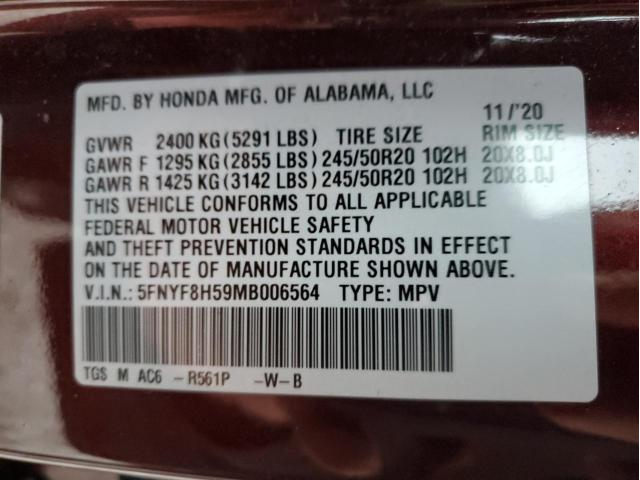 MFD. BY HONDA MFG. OF ALABAMA, LLC 11/'20
GVWR 2400 KG(5291 LBS) TIRE SIZE RIM SIZE
GAWR F 1295 KG(2855 LBS)245/50R20 102H 20X8.0J
GAWR R 1425 KG(3142 LBS)245/50R20 102H 20X8.0J
THIS VEHICLE CONFORMS TO ALL APPLICABLE
FEDERAL MOTOR VEHICLE SAFETY
AND THEFT PREVENTION STANDARDS IN EFFECT
ON THE DATE OF MANUFACTURE SHOWN ABOVE.
V.I.N.:5FNYF8H59MB006564 TYPE: MPV
TGS M AC6 -R561P -W-B